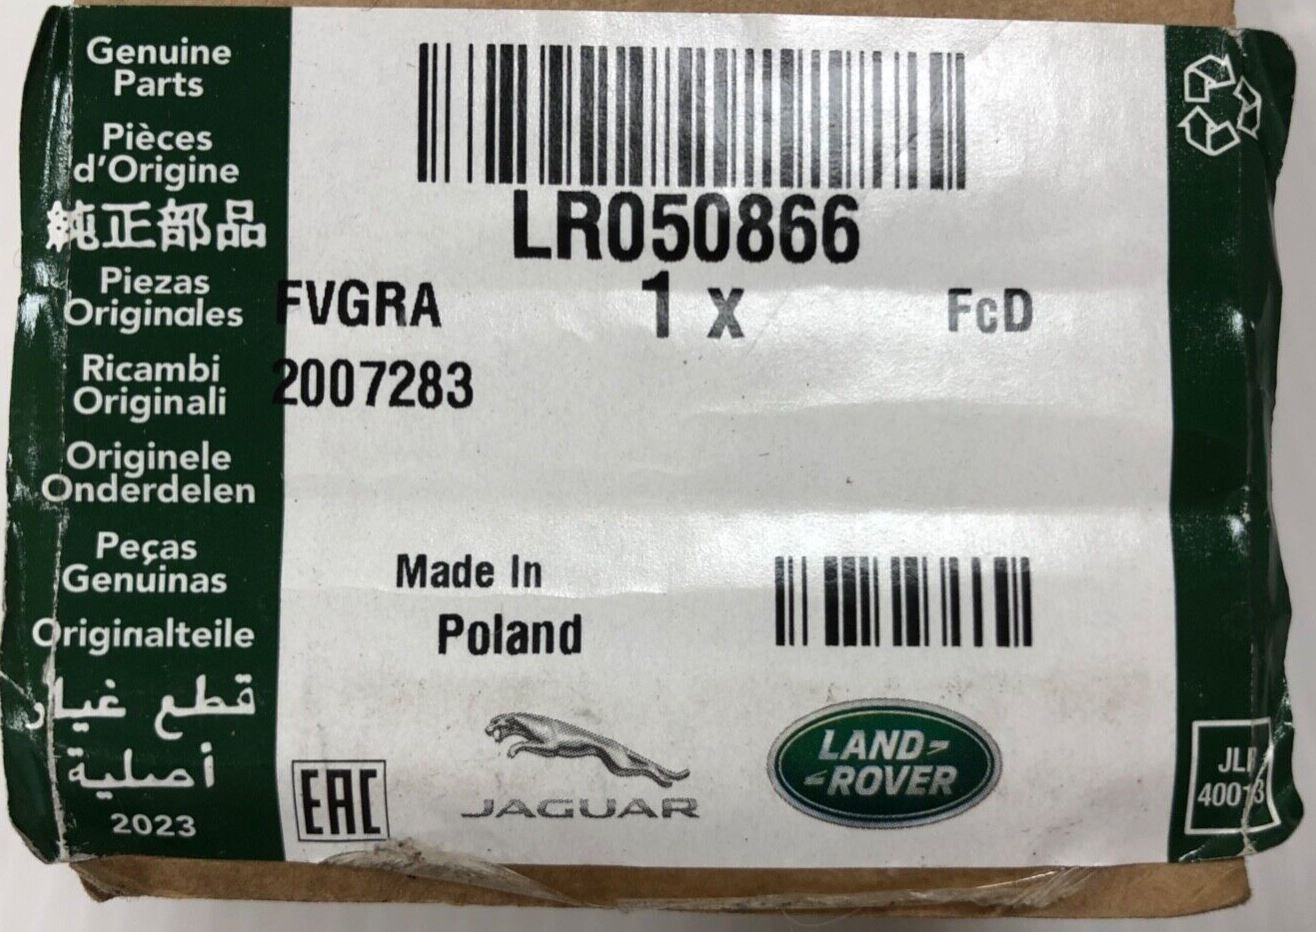 Genuine
Parts
Pièces
d'Origine
純正部品
Piezas
Originales
Ricambi
Originali
Originele
Onderdelen
Peças
Genuinas
Originalteile
قطع غيار
أصلية
2023
LR050866
FVGRA 1 x FcD
2007283
Made In
Poland
EAC
JAGUAR
LAND
ROVER